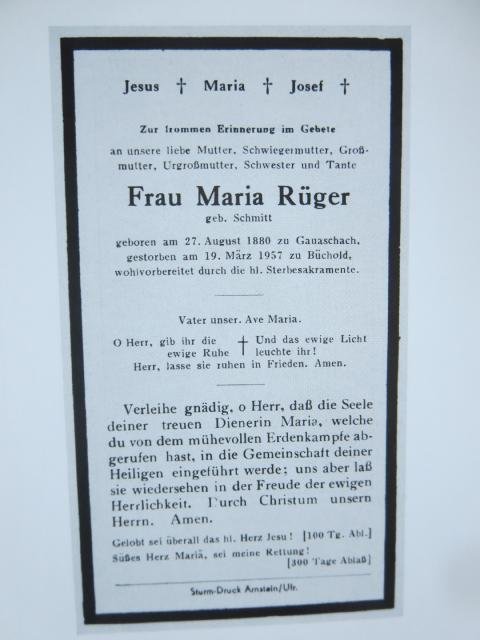 Jesus † Maria † Josef †
Zur frommen Erinnerung im Gebete
an unsere liebe Mutter, Schwiegermutter, Groß-
mutter, Urgroßmutter, Schwester und Tante
Frau Maria Rüger
geb. Schmitt
geboren am 27. August 1880 zu Gauaschach,
gestorben am 19. März 1957 zu Büchold,
wohlvorbereitet durch die hl. Sterbesakramente.
Vater unser. Ave Maria.
O Herr, gib ihr die
ewige Ruhe
†
Und das ewige Licht
leuchte ihr!
Herr, lasse sie ruhen in Frieden. Amen.
Verleihe gnädig, o Herr, daß die Seele
deiner treuen Dienerin Maria, welche
du von dem mühevollen Erdenkampfe ab-
gerufen hast, in die Gemeinschaft deiner
Heiligen eingeführt werde; uns aber laß
sie wiedersehen in der Freude der ewigen
Herrlichkeit. Durch Christum unsern
Herrn. Amen.
Gelobt sei überall das hl. Herz Jesu! [100 Tg. Abl.]
Süßes Herz Mariä, sei meine Rettung!
[300 Tage Ablaß]
Sturm-Druck Arnstein/Ufr.